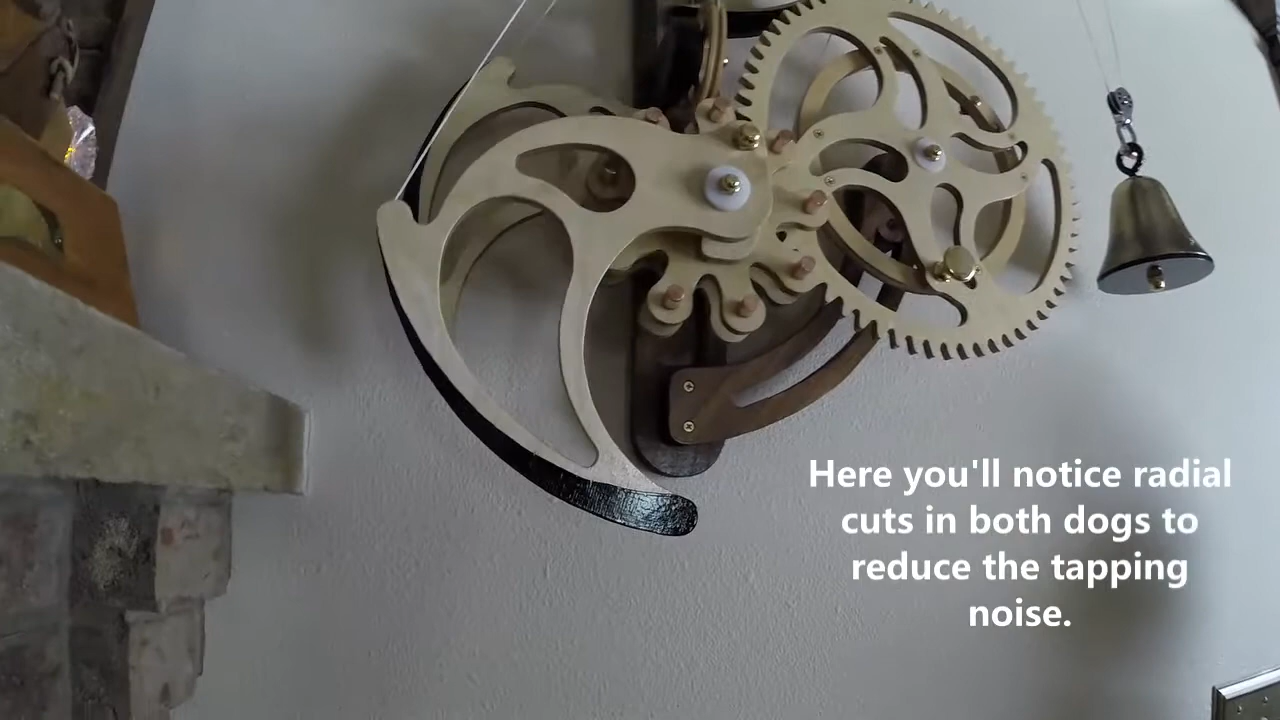 Here you'll notice radial
cuts in both dogs to
reduce the tapping
noise.